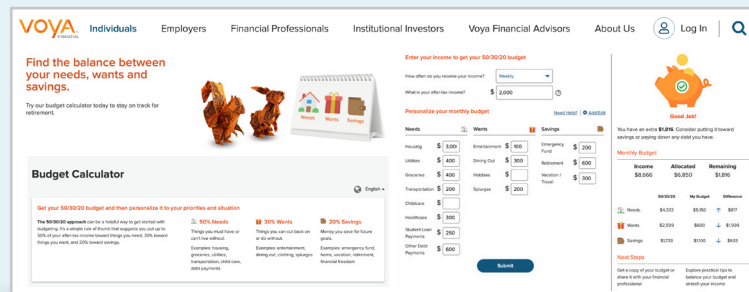 VOYA
FINANCIAL
Individuals
Employers
Financial Professionals
Institutional Investors
Voya Financial Advisors
About Us
Log In
Find the balance between
your needs, wants and
savings.
Try our budget calculator today to stay on track for
retirement.
Needs
Wants
Savings
Budget Calculator
English
Get your 50/30/20 budget and then personalize it to your priorities and situation
The 50/30/20 approach can be a helpful way to get started with
budgeting. It's a simple rule of thumb that suggests you put up to
50% of your after-tax income toward things you need, 30% toward
things you want, and 20% toward savings.
50% Needs
Things you must have or
can't live without.
Examples: housing,
groceries, utilities,
transportation, child care,
debt payments
30% Wants
Things you can cut back on
or do without.
Examples: entertainment,
dining out, clothing, splurges
20% Savings
Money you save for future
goals.
Examples: emergency fund,
home, vacation, retirement,
financial freedom
Enter your income to get your 50/30/20 budget
How often do you receive your income?
Weekly
What is your after-tax income?
$ 2,000
Personalize your monthly budget
Need Help?
Add/Edit
Needs
Housing $ 3,00
Utilities $ 400
Groceries $ 400
Transportation $ 200
Childcare $
Healthcare $ 300
Student Loan
Payments $ 250
Other Debt
Payments $ 600
Wants
Entertainment $ 100
Dining Out $ 300
Hobbies $
Splurges $ 200
Savings
Emergency
Fund $ 200
Retirement $ 600
Vacation /
Travel $ 300
Submit
Good Job!
You have an extra $1,816. Consider putting it toward
savings or paying down any debt you have.
Monthly Budget
Income Allocated Remaining
$8,666 $6,850 $1,816
50/30/20 My Budget Difference
Needs $4,333 $5,150 ↑ $817
Wants $2,599 $600 ↓ $1,999
Savings $1,733 $1,100 ↓ $633
Next Steps
Get a copy of your budget or
share it with your financial
professional
Explore practical tips to
balance your budget and
stretch your income